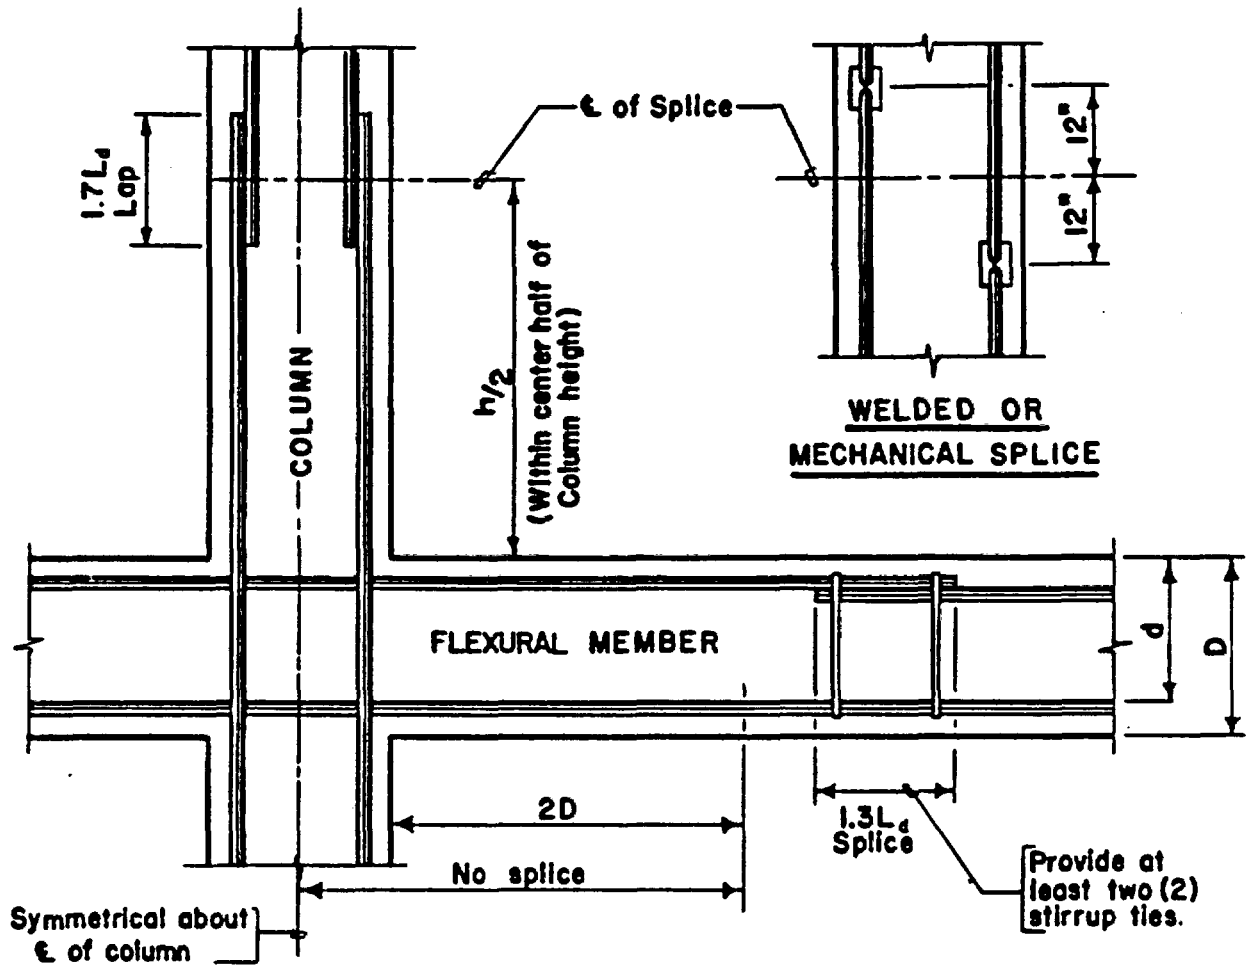 ℄ of Splice
1.7Ld
Lap
12"
12"
COLUMN
h/2
(Within center half of
Column height)
WELDED OR
MECHANICAL SPLICE
FLEXURAL MEMBER
d
D
2D
1.3Ld
Splice
No splice
Provide at
least two (2)
stirrup ties.
Symmetrical about
℄ of column